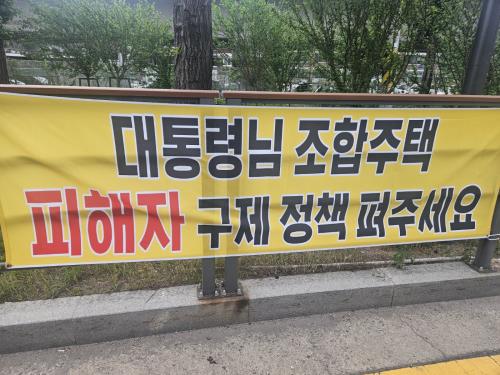 대통령님 조합주택
피해자 구제 정책 펴주세요